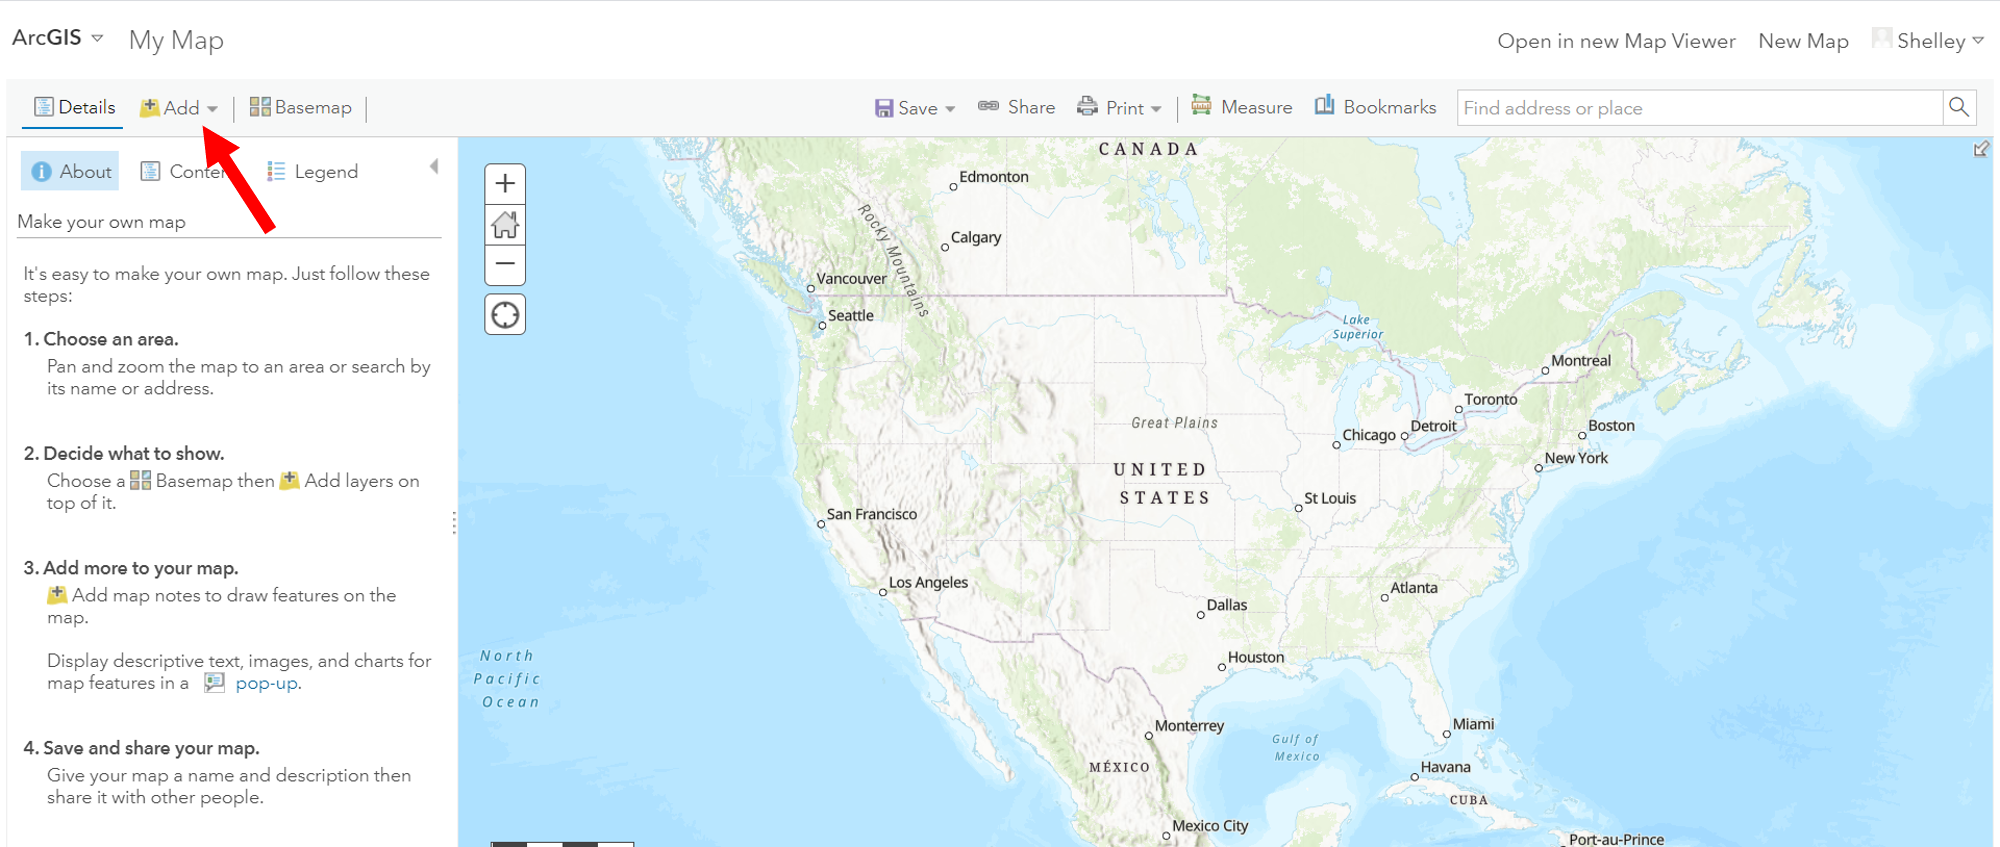 ArcGIS My Map Open in new Map Viewer New Map Shelley
Details Add Basemap Save Share Print Measure Bookmarks Find address or place
About Legend
Make your own map
It's easy to make your own map. Just follow these
steps:
1. Choose an area.
Pan and zoom the map to an area or search by
its name or address.
2. Decide what to show.
Choose a Basemap then Add layers on
top of it.
3. Add more to your map.
Add map notes to draw features on the
map.
Display descriptive text, images, and charts for
map features in a pop-up.
4. Save and share your map.
Give your map a name and description then
share it with other people.
CANADA
Edmonton
Rocky Mountains
Calgary
Vancouver
Seattle
Lake
Superior
Montreal
Toronto
Great Plains
Chicago
Detroit
Boston
New York
UNITED
STATES
St Louis
San Francisco
Los Angeles
Atlanta
Dallas
Houston
North
Pacific
Ocean
Monterrey
Miami
Gulf of
Mexico
MÉXICO
Havana
CUBA
Mexico City
Port-au-Prince